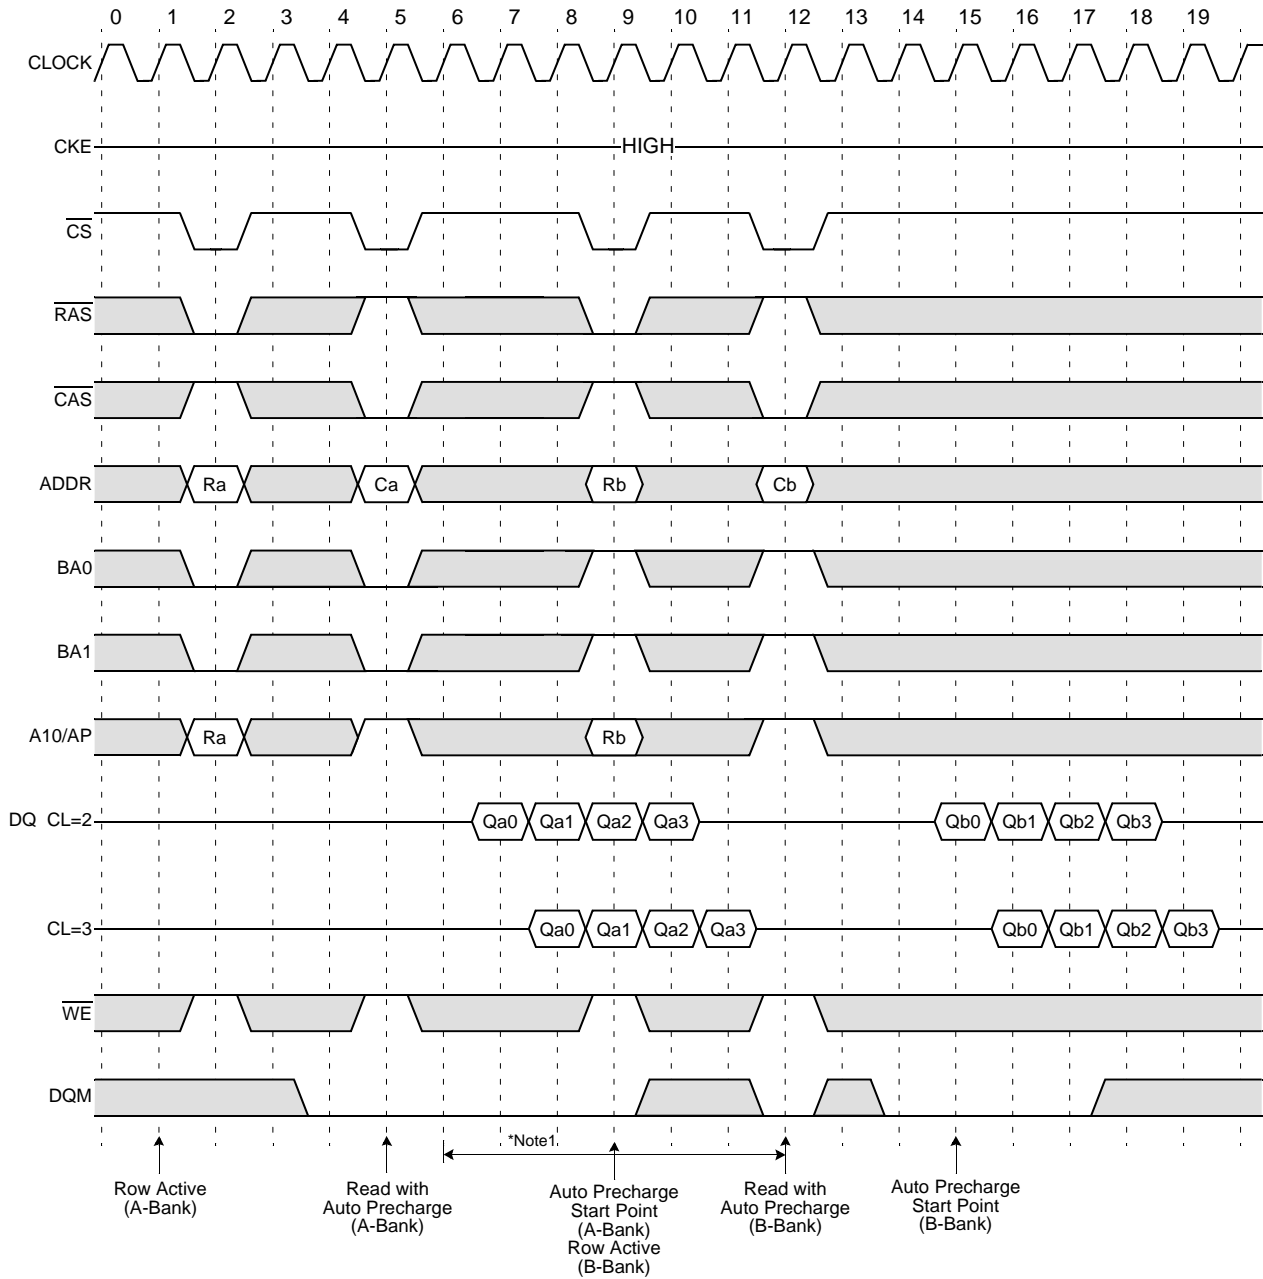 0 1 2 3 4 5 6 7 8 9 10 11 12 13 14 15 16 17 18 19
CLOCK
CKE HIGH
CS
RAS
CAS
ADDR Ra Ca Rb Cb
BA0
BA1
A10/AP Ra Rb
DQ CL=2 Qa0 Qa1 Qa2 Qa3 Qb0 Qb1 Qb2 Qb3
CL=3 Qa0 Qa1 Qa2 Qa3 Qb0 Qb1 Qb2 Qb3
WE
DQM
*Note1
Row Active
(A-Bank)
Read with
Auto Precharge
(A-Bank)
Auto Precharge
Start Point
(A-Bank)
Row Active
(B-Bank)
Read with
Auto Precharge
(B-Bank)
Auto Precharge
Start Point
(B-Bank)